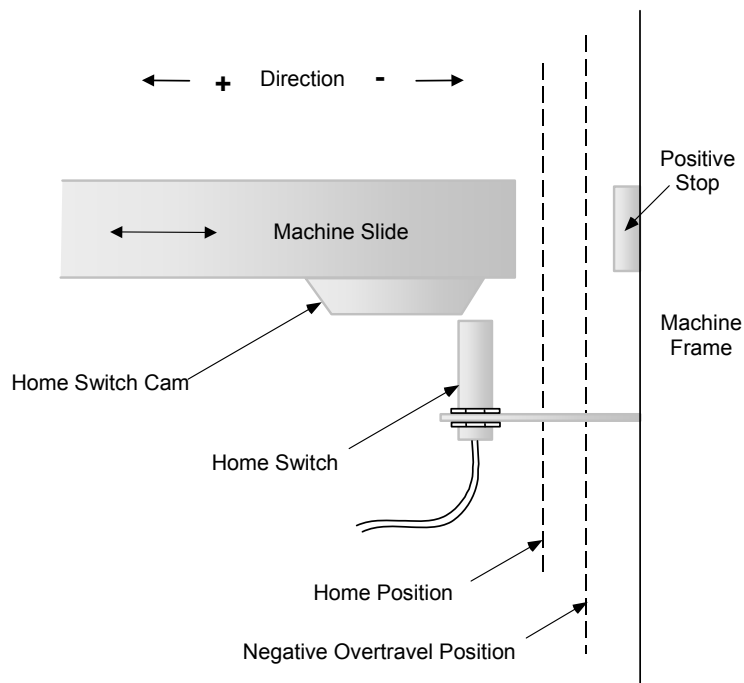 + Direction -
Positive
Stop
Machine Slide
Machine
Frame
Home Switch Cam
Home Switch
Home Position
Negative Overtravel Position